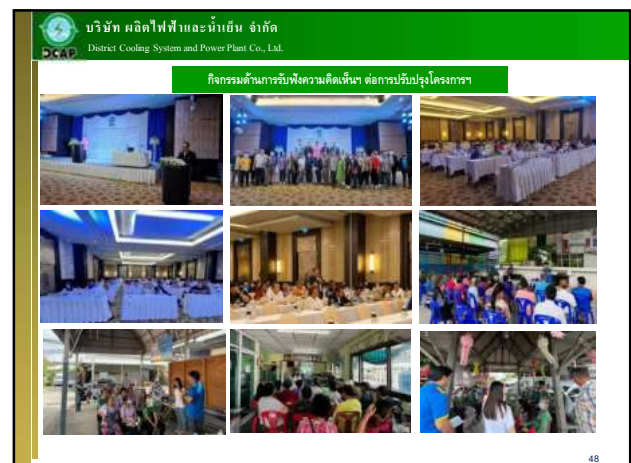 บริษัท ผลิตไฟฟ้าและน้ำเย็น จำกัด
DCAP
District Cooling System and Power Plant Co., Ltd.
กิจกรรมด้านการรับฟังความคิดเห็นฯ ต่อการปรับปรุงโครงการฯ
48